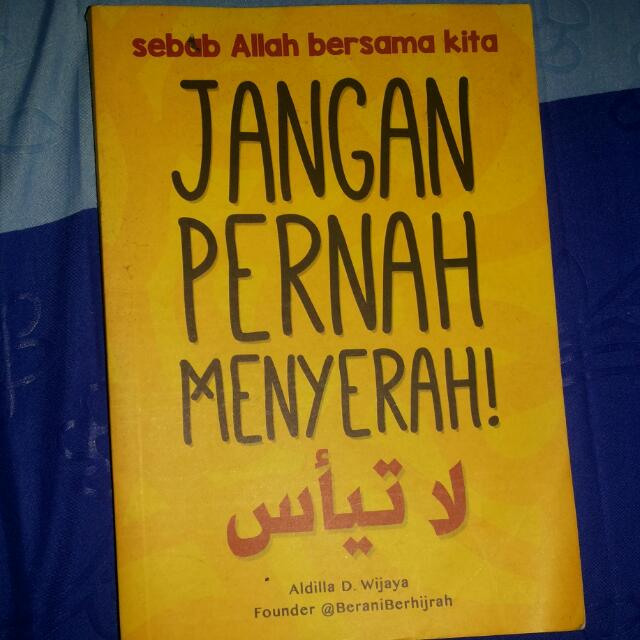 sebab Allah bersama kita
JANGAN
PERNAH
MENYERAH!
لا تيأس
Aldilla D. Wijaya
Founder @BeraniBerhijrah